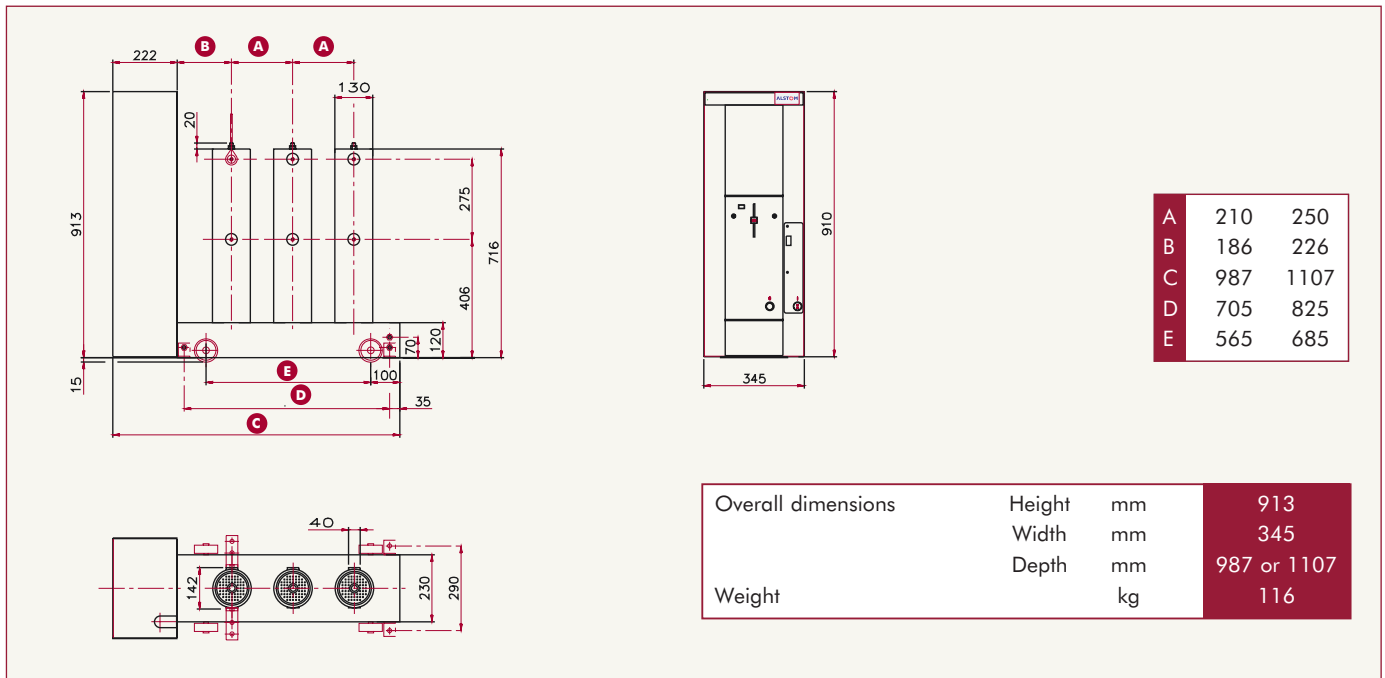 222 B A A
130
20
913
275
716
406
120
70
15
E 100
D 35
C
ALSTOM
910
345
A 210 250
B 186 226
C 987 1107
D 705 825
E 565 685
40
142
230
290
Overall dimensions Height mm 913
Width mm 345
Depth mm 987 or 1107
Weight kg 116